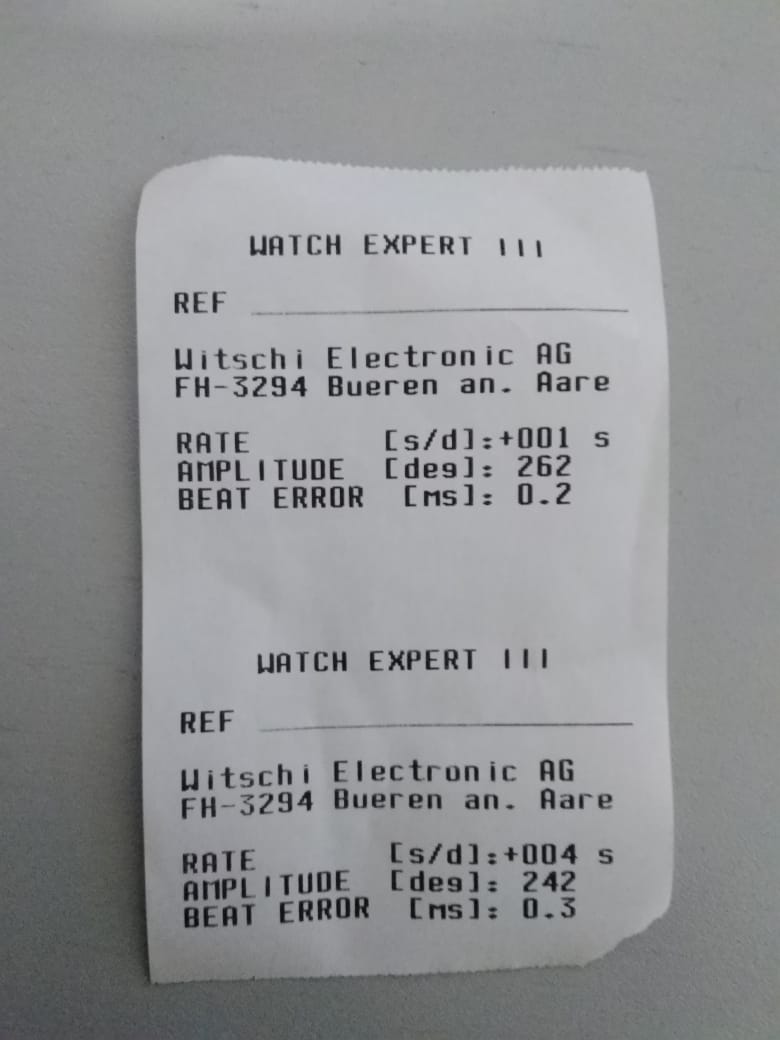 WATCH EXPERT III
REF
Witschi Electronic AG
FH-3294 Bueren an. Aare
RATE [s/d]:+001 s
AMPLITUDE [deg]: 262
BEAT ERROR [ms]: 0.2
WATCH EXPERT III
REF
Witschi Electronic AG
FH-3294 Bueren an. Aare
RATE [s/d]:+004 s
AMPLITUDE [deg]: 242
BEAT ERROR [ms]: 0.3